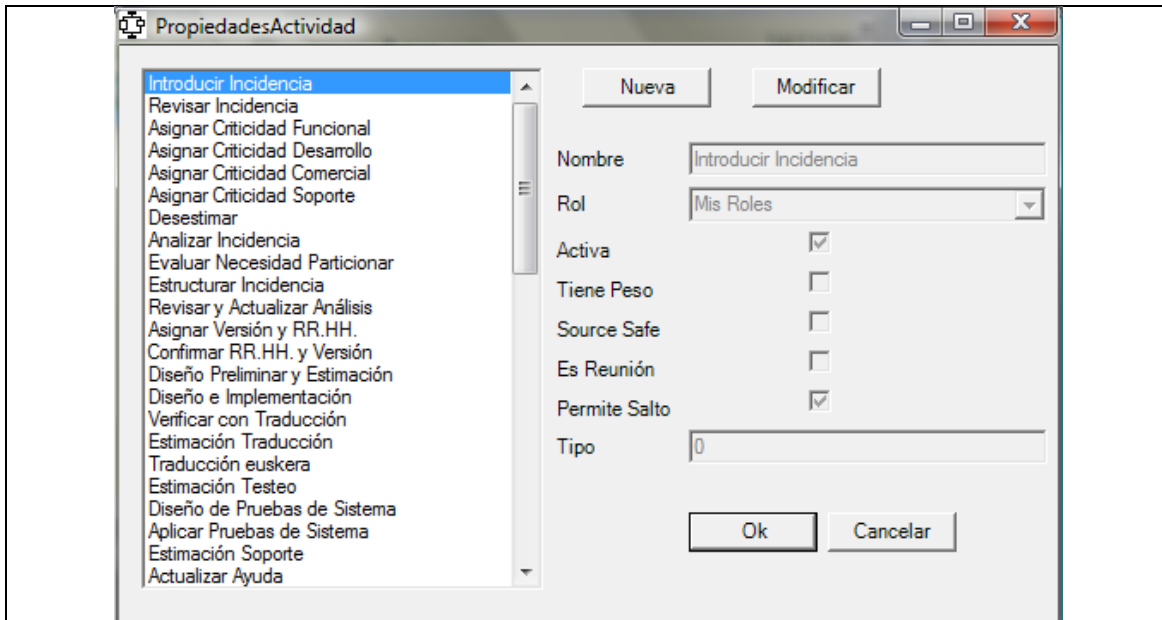 PropiedadesActividad
Introducir Incidencia
Revisar Incidencia
Asignar Criticidad Funcional
Asignar Criticidad Desarrollo
Asignar Criticidad Comercial
Asignar Criticidad Soporte
Desestimar
Analizar Incidencia
Evaluar Necesidad Particionar
Estructurar Incidencia
Revisar y Actualizar Análisis
Asignar Versión y RR.HH.
Confirmar RR.HH. y Versión
Diseño Preliminar y Estimación
Diseño e Implementación
Verificar con Traducción
Estimación Traducción
Traducción euskera
Estimación Testeo
Diseño de Pruebas de Sistema
Aplicar Pruebas de Sistema
Estimación Soporte
Actualizar Ayuda
Nueva Modificar
Nombre Introducir Incidencia
Rol Mis Roles
Activa
Tiene Peso
Source Safe
Es Reunión
Permite Salto
Tipo 0
Ok Cancelar